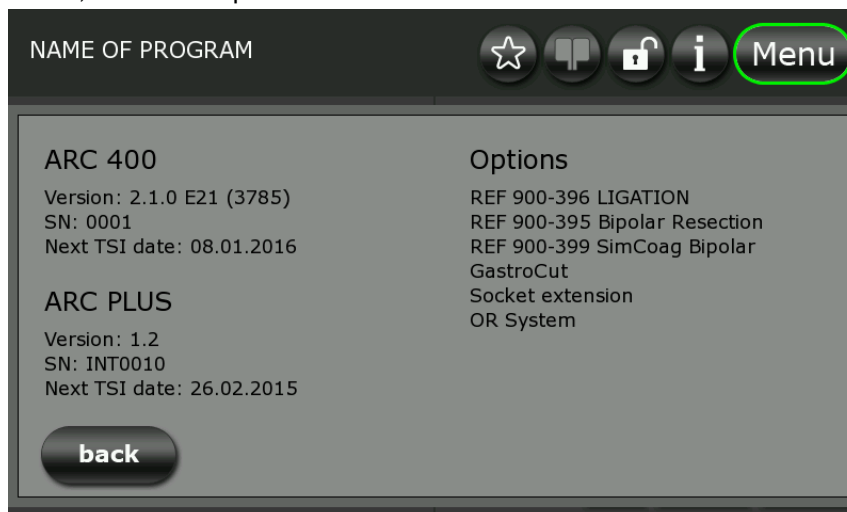 NAME OF PROGRAM
i
Menu
ARC 400
Version: 2.1.0 E21 (3785)
SN: 0001
Next TSI date: 08.01.2016
ARC PLUS
Version: 1.2
SN: INT0010
Next TSI date: 26.02.2015
back
Options
REF 900-396 LIGATION
REF 900-395 Bipolar Resection
REF 900-399 SimCoag Bipolar
GastroCut
Socket extension
OR System